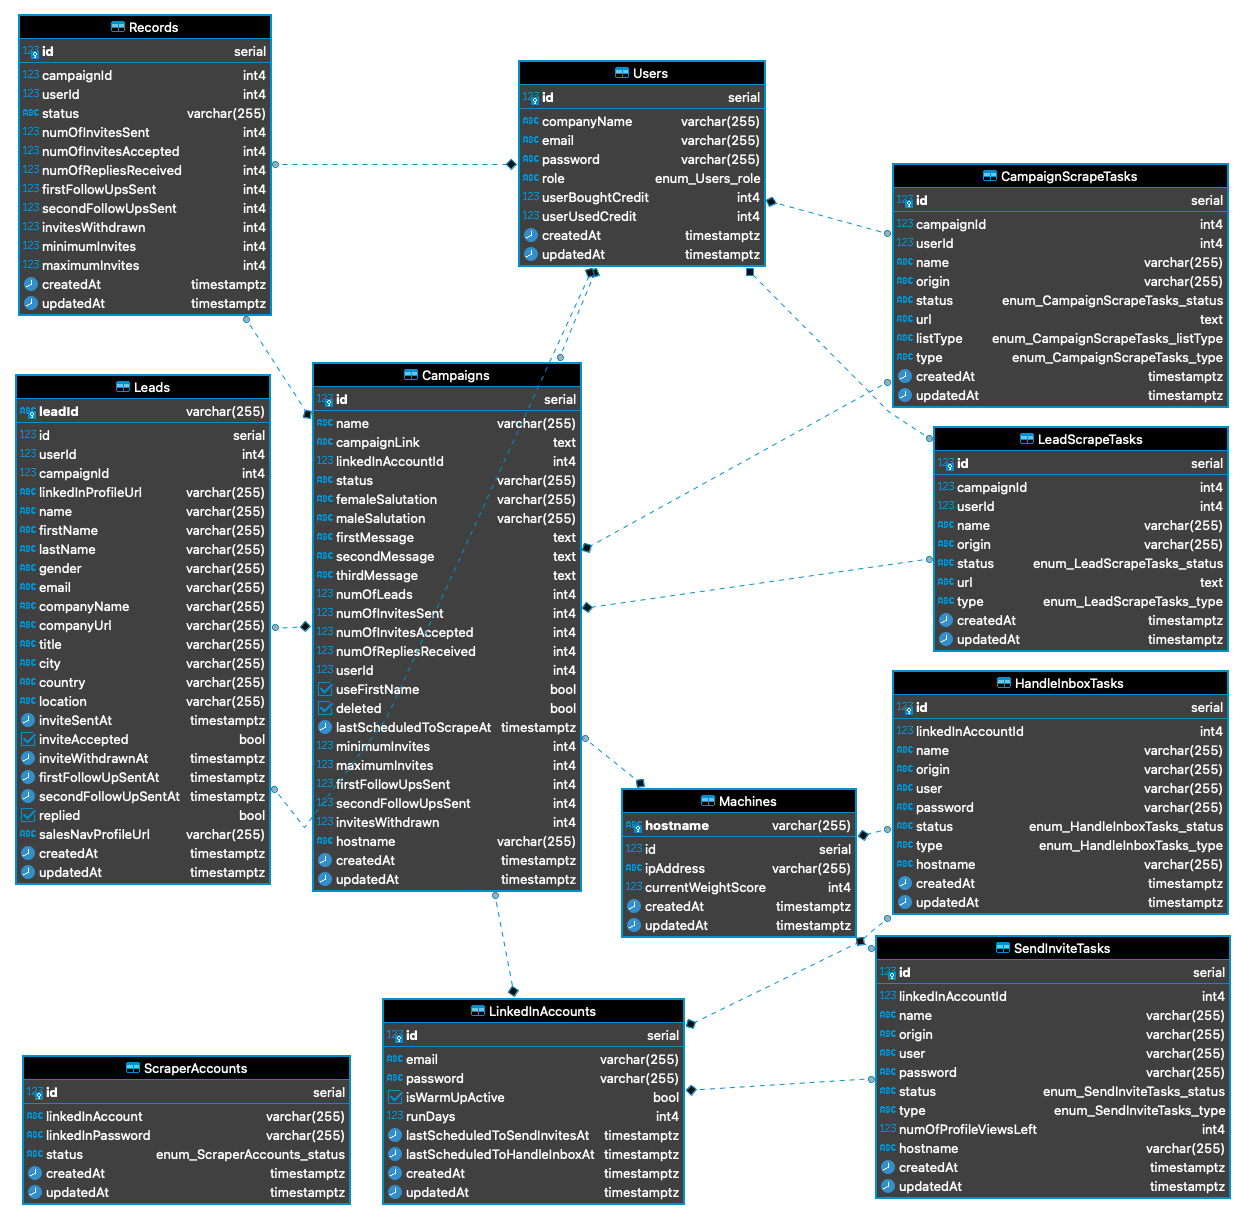 Records
id serial
campaignId int4
userId int4
status varchar(255)
numOfInvitesSent int4
numOfInvitesAccepted int4
numOfRepliesReceived int4
firstFollowUpsSent int4
secondFollowUpsSent int4
invitesWithdrawn int4
minimumInvites int4
maximumInvites int4
createdAt timestamptz
updatedAt timestamptz
Users
id serial
companyName varchar(255)
email varchar(255)
password varchar(255)
role enum_Users_role
userBoughtCredit int4
userUsedCredit int4
createdAt timestamptz
updatedAt timestamptz
CampaignScrapeTasks
id serial
campaignId int4
userId int4
name varchar(255)
origin varchar(255)
status enum_CampaignScrapeTasks_status
url text
listType enum_CampaignScrapeTasks_listType
type enum_CampaignScrapeTasks_type
createdAt timestamptz
updatedAt timestamptz
Leads
leadId varchar(255)
id serial
userId int4
campaignId int4
linkedInProfileUrl varchar(255)
name varchar(255)
firstName varchar(255)
lastName varchar(255)
gender varchar(255)
email varchar(255)
companyName varchar(255)
companyUrl varchar(255)
title varchar(255)
city varchar(255)
country varchar(255)
location varchar(255)
inviteSentAt timestamptz
inviteAccepted bool
inviteWithdrawnAt timestamptz
firstFollowUpSentAt timestamptz
secondFollowUpSentAt timestamptz
replied bool
salesNavProfileUrl varchar(255)
createdAt timestamptz
updatedAt timestamptz
Campaigns
id serial
name varchar(255)
campaignLink text
linkedInAccountId int4
status varchar(255)
femaleSalutation varchar(255)
maleSalutation varchar(255)
firstMessage text
secondMessage text
thirdMessage text
numOfLeads int4
numOfInvitesSent int4
numOfInvitesAccepted int4
numOfRepliesReceived int4
userId int4
useFirstName bool
deleted bool
lastScheduledToScrapeAt timestamptz
minimumInvites int4
maximumInvites int4
firstFollowUpsSent int4
secondFollowUpsSent int4
invitesWithdrawn int4
hostname varchar(255)
createdAt timestamptz
updatedAt timestamptz
LeadScrapeTasks
id serial
campaignId int4
userId int4
name varchar(255)
origin varchar(255)
status enum_LeadScrapeTasks_status
url text
type enum_LeadScrapeTasks_type
createdAt timestamptz
updatedAt timestamptz
HandleInboxTasks
id serial
linkedInAccountId int4
name varchar(255)
origin varchar(255)
user varchar(255)
password varchar(255)
status enum_HandleInboxTasks_status
type enum_HandleInboxTasks_type
hostname varchar(255)
createdAt timestamptz
updatedAt timestamptz
Machines
hostname varchar(255)
id serial
ipAddress varchar(255)
currentWeightScore int4
createdAt timestamptz
updatedAt timestamptz
SendInviteTasks
id serial
linkedInAccountId int4
name varchar(255)
origin varchar(255)
user varchar(255)
password varchar(255)
status enum_SendInviteTasks_status
type enum_SendInviteTasks_type
numOfProfileViewsLeft int4
hostname varchar(255)
createdAt timestamptz
updatedAt timestamptz
LinkedInAccounts
id serial
email varchar(255)
password varchar(255)
isWarmUpActive bool
runDays int4
lastScheduledToSendInvitesAt timestamptz
lastScheduledToHandleInboxAt timestamptz
createdAt timestamptz
updatedAt timestamptz
ScraperAccounts
id serial
linkedInAccount varchar(255)
linkedInPassword varchar(255)
status enum_ScraperAccounts_status
createdAt timestamptz
updatedAt timestamptz